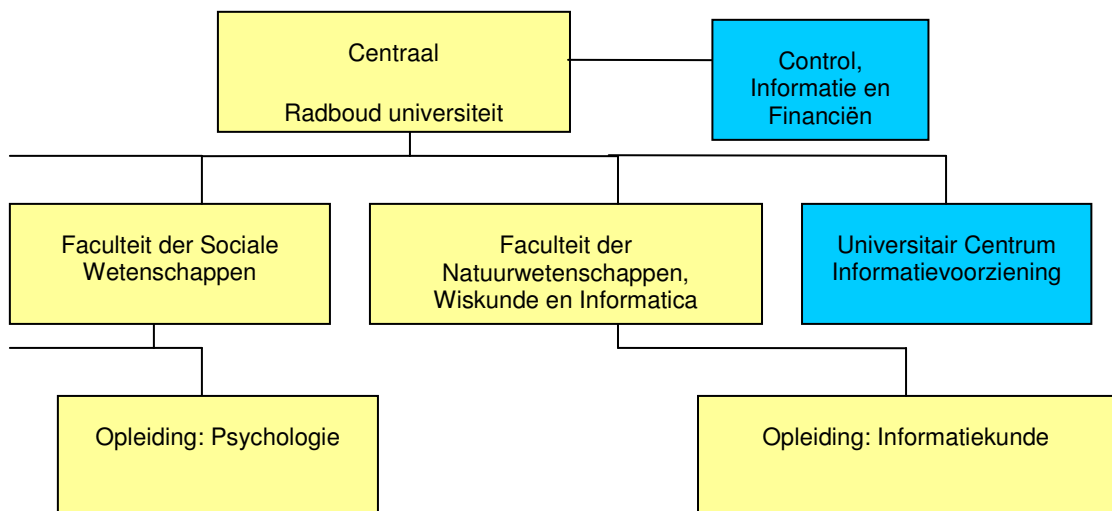 Centraal
Radboud universiteit
Control,
Informatie en
Financiën
Faculteit der Sociale
Wetenschappen
Faculteit der
Natuurwetenschappen,
Wiskunde en Informatica
Universitair Centrum
Informatievoorziening
Opleiding: Psychologie
Opleiding: Informatiekunde